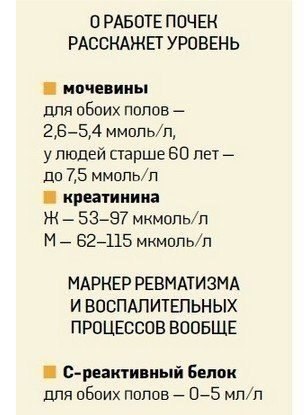 О РАБОТЕ ПОЧЕК
РАССКАЖЕТ УРОВЕНЬ
мочевины
для обоих полов –
2,6–5,4 ммоль/л,
у людей старше 60 лет –
до 7,5 ммоль/л
креатинина
Ж – 53–97 мкмоль/л
М – 62–115 мкмоль/л
МАРКЕР РЕВМАТИЗМА
И ВОСПАЛИТЕЛЬНЫХ
ПРОЦЕССОВ ВООБЩЕ
С-реактивный белок
для обоих полов – 0–5 мл/л